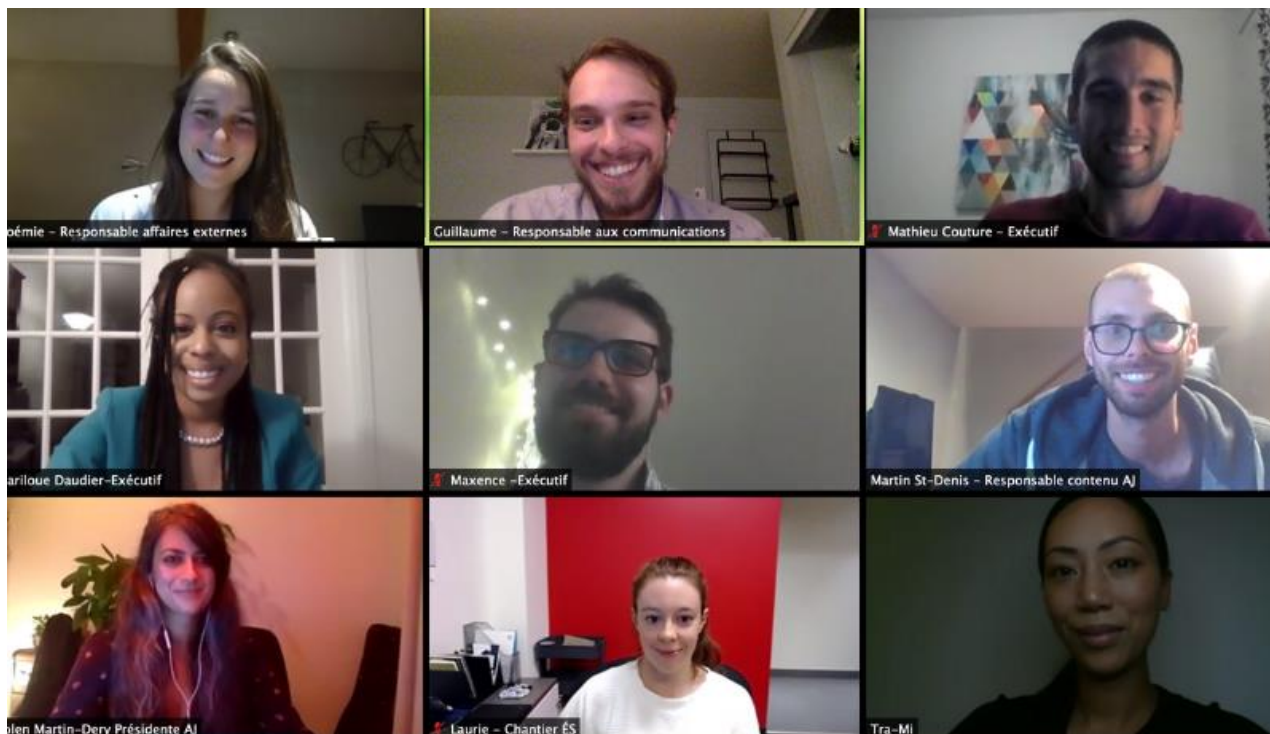 oémie - Responsable affaires externes
Guillaume - Responsable aux communications
Mathieu Couture - Exécutif
ariloue Daudier-Exécutif
Maxence -Exécutif
Martin St-Denis - Responsable contenu AJ
olen Martin-Dery Présidente AJ
Laurie - Chantier ÉS
Tra-Mi